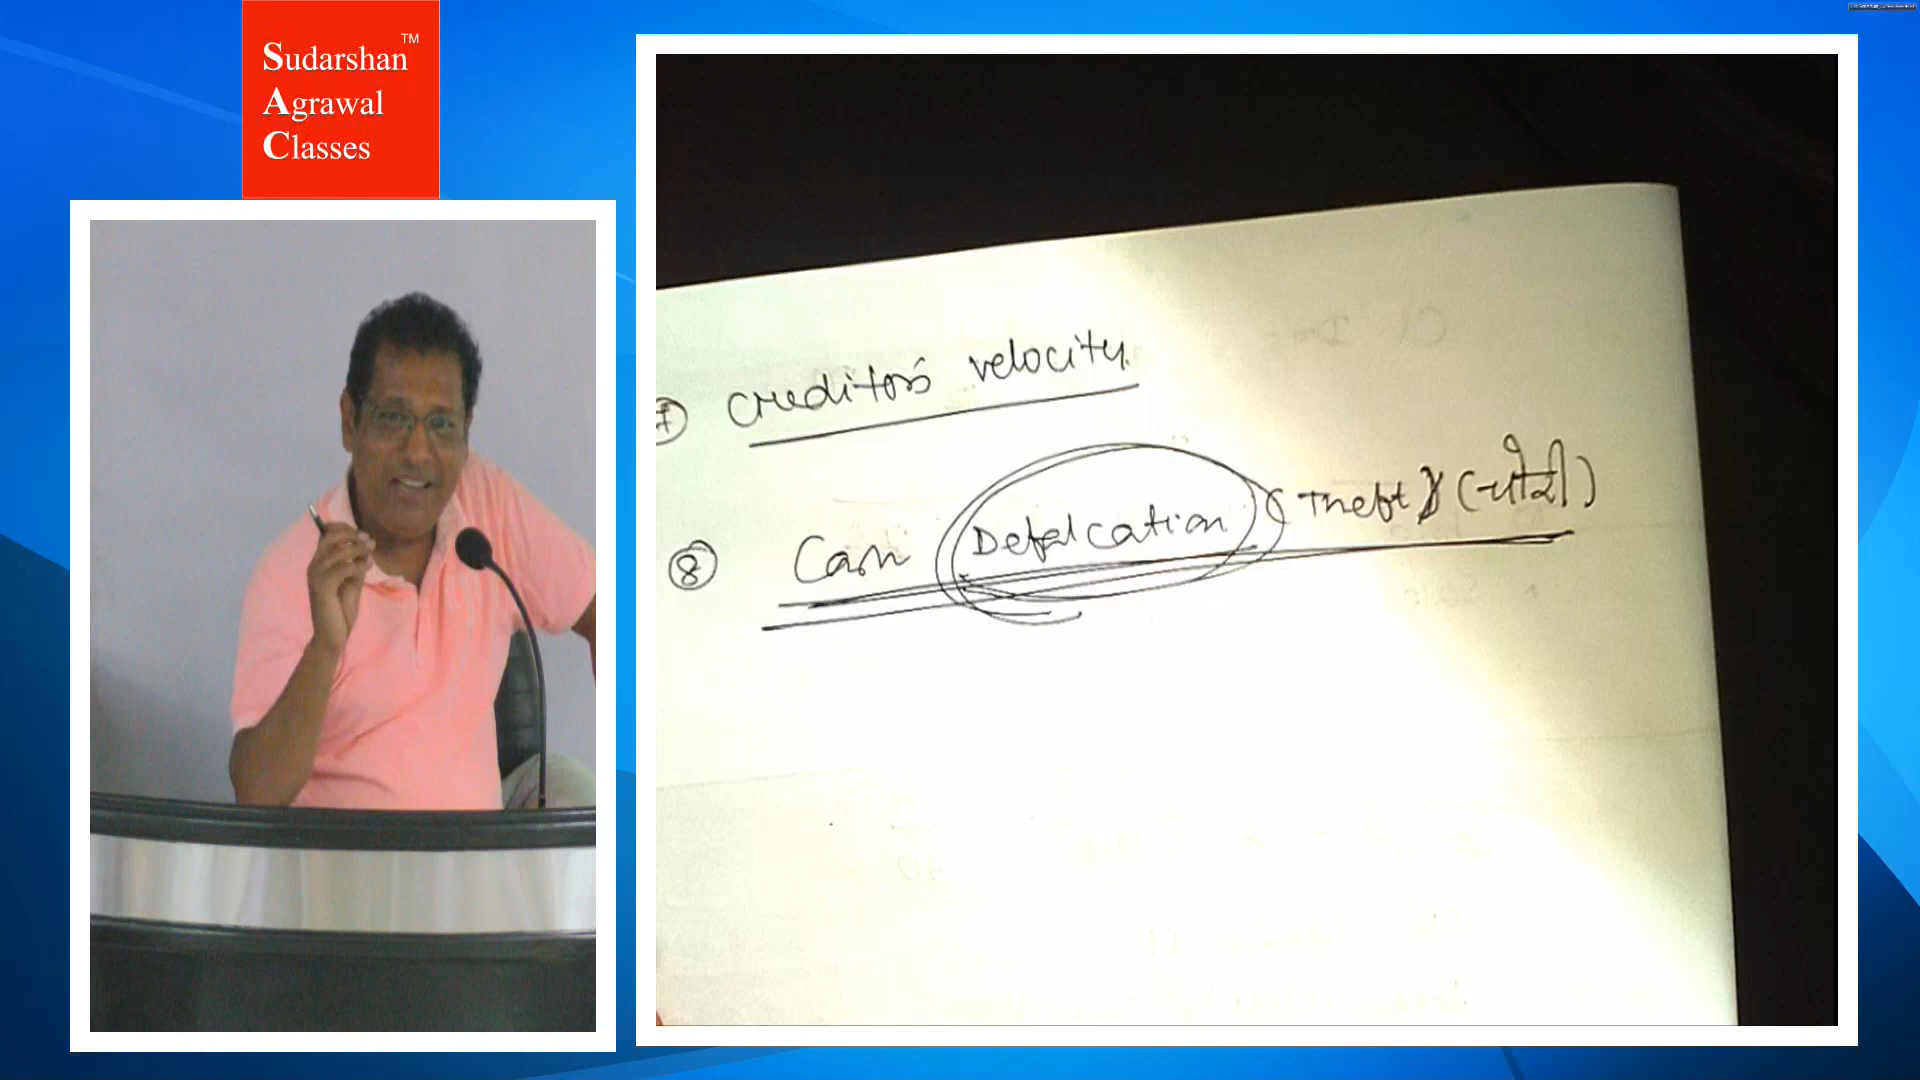 Sudarshan™
Agrawal
Classes
7 Creditors velocity
8 Cash Defalcation (Theft) (चोरी)